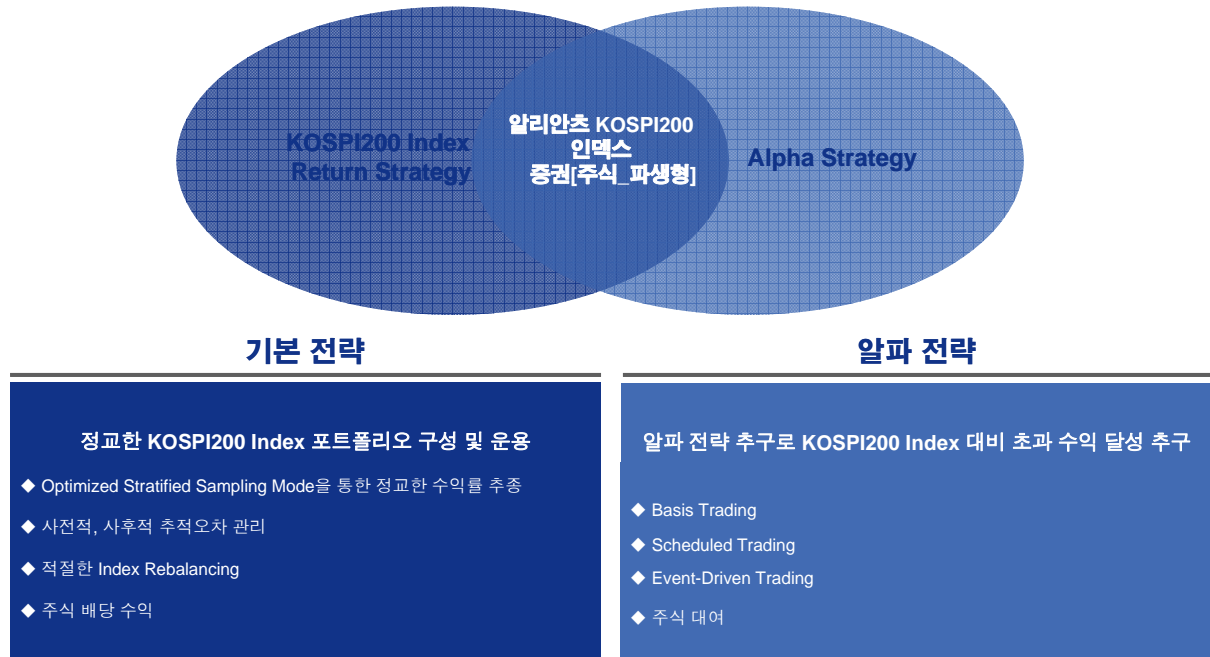 KOSPI200 Index
Return Strategy
알리안츠 KOSPI200
인덱스
증권[주식_파생형]
Alpha Strategy
기본 전략
정교한 KOSPI200 Index 포트폴리오 구성 및 운용
◆ Optimized Stratified Sampling Mode을 통한 정교한 수익률 추종
◆ 사전적, 사후적 추적오차 관리
◆ 적절한 Index Rebalancing
◆ 주식 배당 수익
알파 전략
알파 전략 추구로 KOSPI200 Index 대비 초과 수익 달성 추구
◆ Basis Trading
◆ Scheduled Trading
◆ Event-Driven Trading
◆ 주식 대여